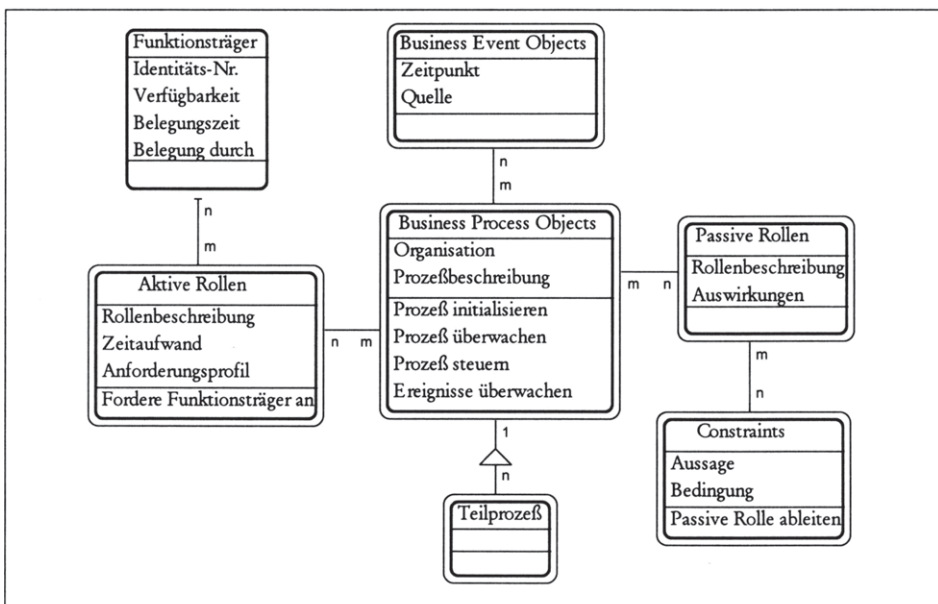 Funktionsträger
Identitäts-Nr.
Verfügbarkeit
Belegungszeit
Belegung durch
Business Event Objects
Zeitpunkt
Quelle
n
m
n
m
Business Process Objects
Organisation
Prozeßbeschreibung
Prozeß initialisieren
Prozeß überwachen
Prozeß steuern
Ereignisse überwachen
Aktive Rollen
Rollenbeschreibung
Zeitaufwand
Anforderungsprofil
Fordere Funktionsträger an
n m
m n
Passive Rollen
Rollenbeschreibung
Auswirkungen
m
n
Constraints
Aussage
Bedingung
Passive Rolle ableiten
1
n
Teilprozeß